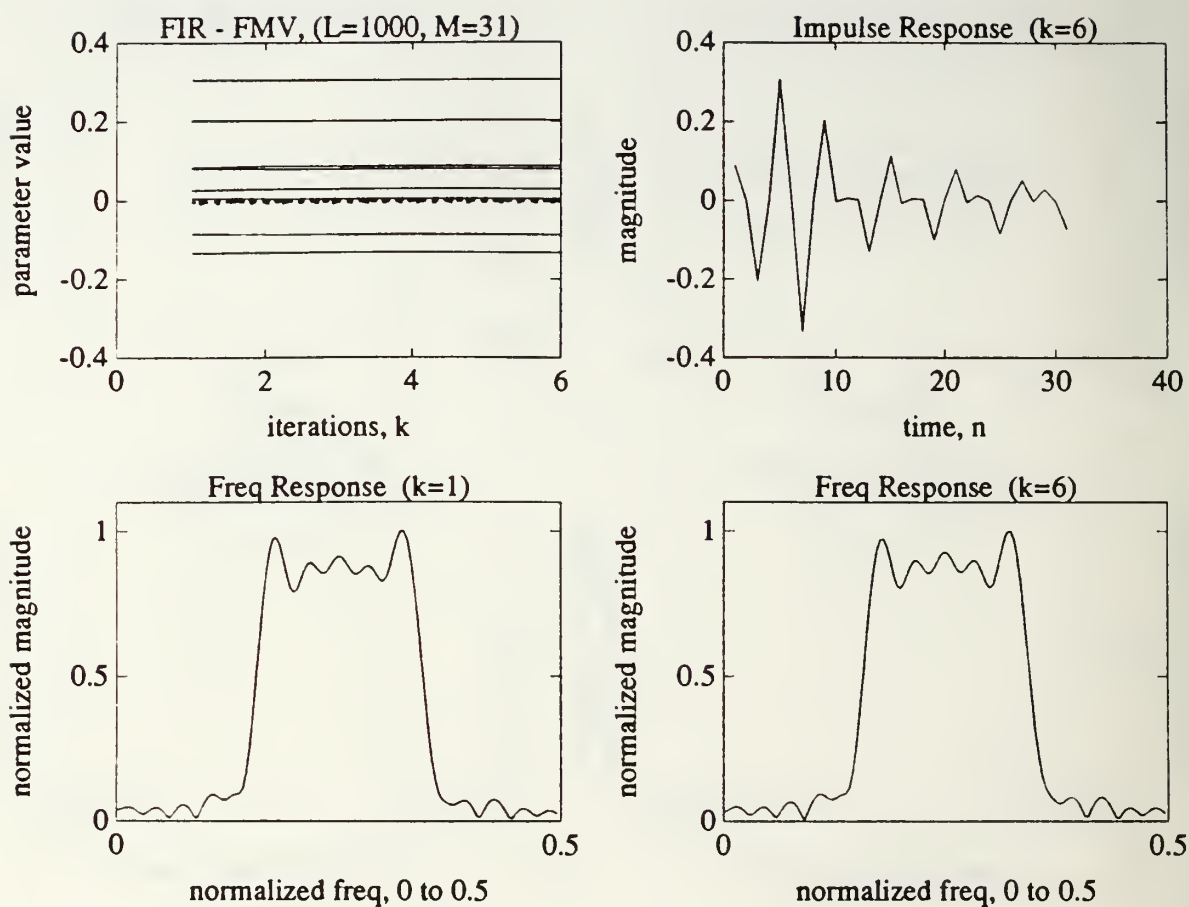 FIR - FMV, (L=1000, M=31)
0.4
0.2
0
-0.2
-0.4
parameter value
0
2
4
6
iterations, k
Impulse Response (k=6)
0.4
0.2
0
-0.2
-0.4
magnitude
0
10
20
30
40
time, n
Freq Response (k=1)
1
0.5
0
normalized magnitude
0
0.5
normalized freq, 0 to 0.5
Freq Response (k=6)
1
0.5
0
normalized magnitude
0
0.5
normalized freq, 0 to 0.5